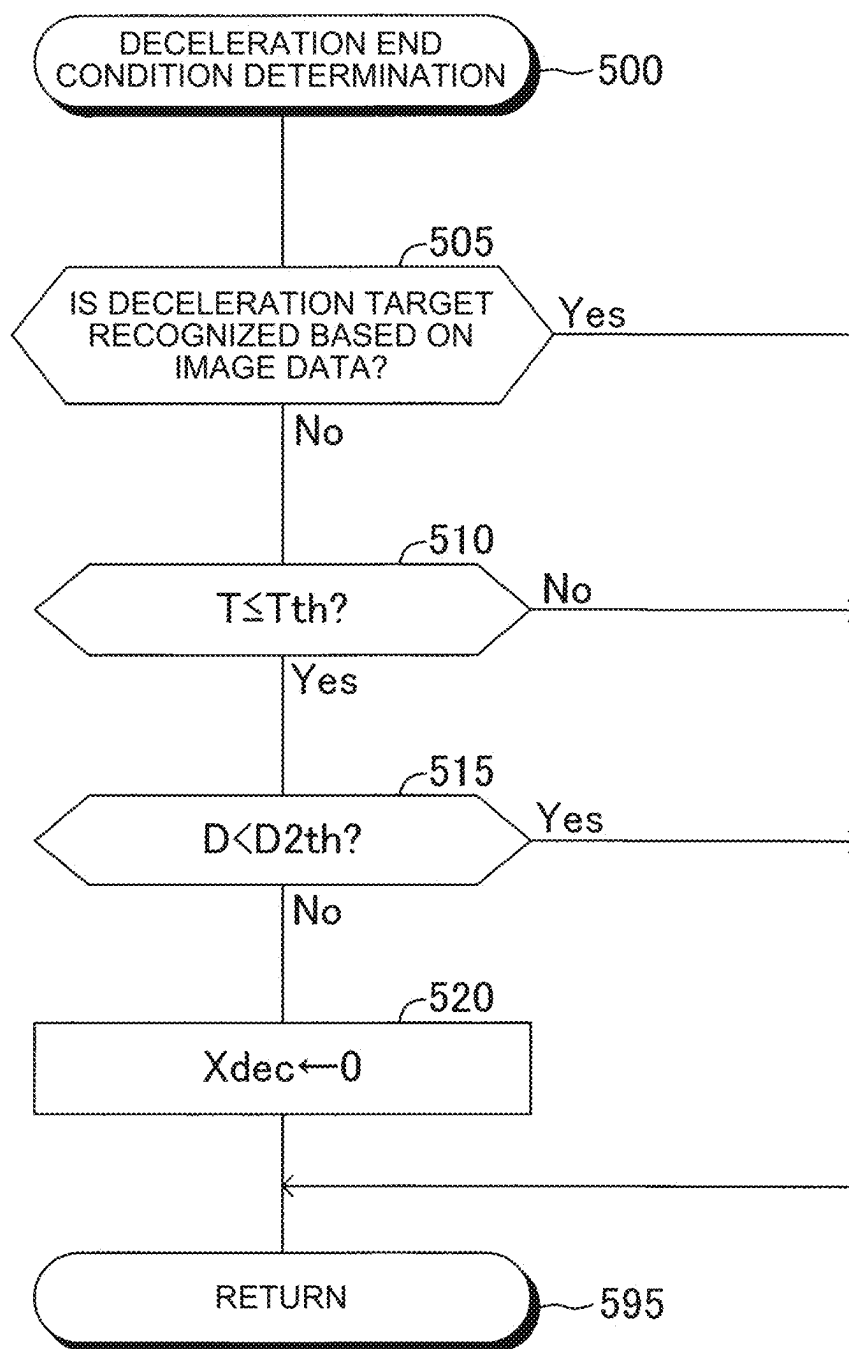 DECELERATION END
CONDITION DETERMINATION
500
505
IS DECELERATION TARGET
RECOGNIZED BASED ON
IMAGE DATA?
Yes
No
510
T≦Tth?
No
Yes
515
D<D2th?
Yes
No
520
Xdec←0
RETURN
595